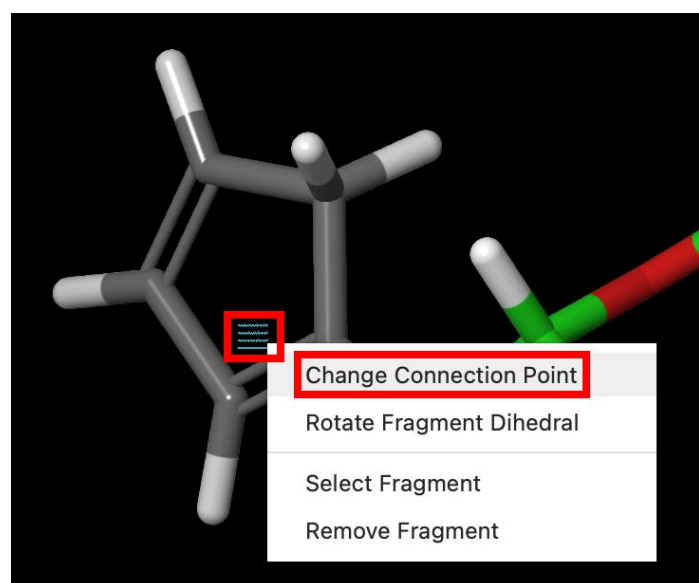 Change Connection Point
Rotate Fragment Dihedral
Select Fragment
Remove Fragment